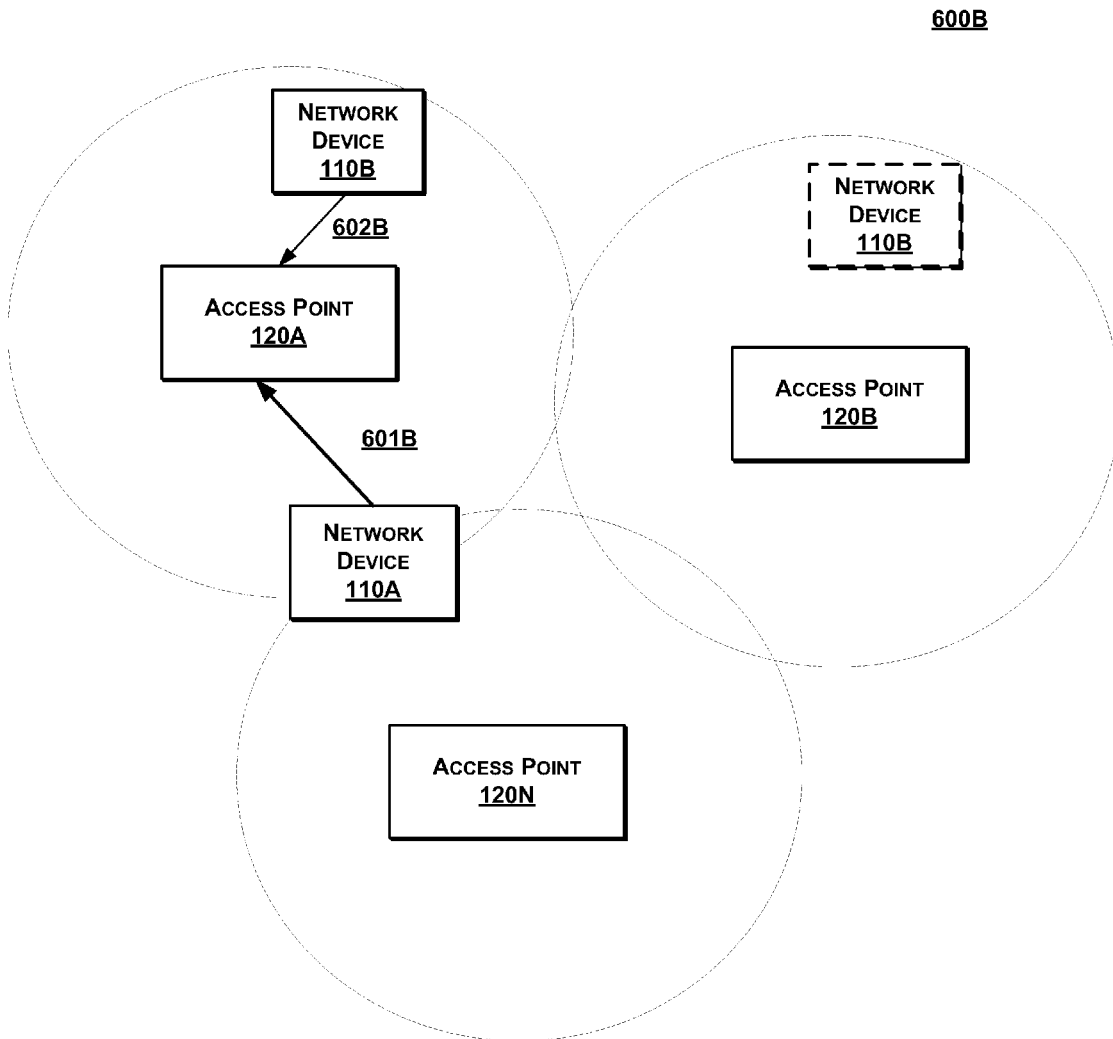 600B
NETWORK
DEVICE
110B
602B
ACCESS POINT
120A
NETWORK
DEVICE
110B
ACCESS POINT
120B
601B
NETWORK
DEVICE
110A
ACCESS POINT
120N